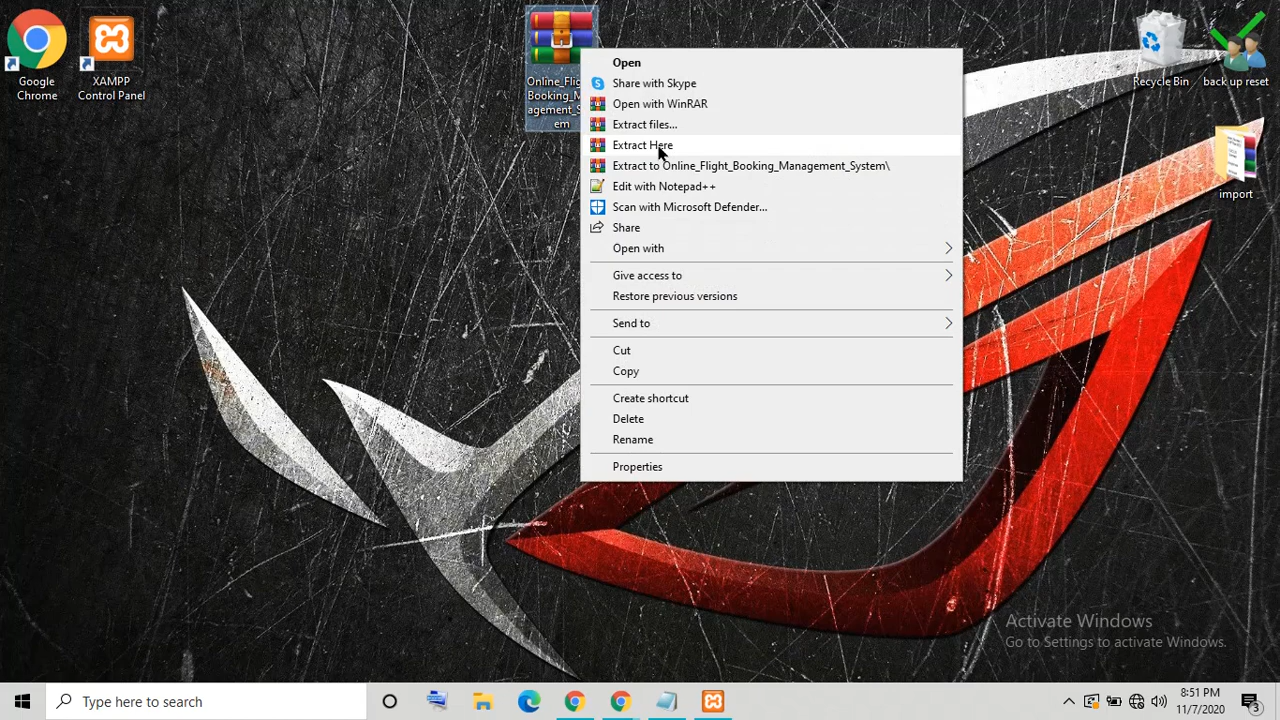 Google
Chrome
XAMPP
Control Panel
Online_Flig
Booking_M
agement_S
em
Open
Share with Skype
Open with WinRAR
Extract files...
Extract Here
Extract to Online_Flight_Booking_Management_System\
Edit with Notepad++
Scan with Microsoft Defender...
Share
Open with
Give access to
Restore previous versions
Send to
Cut
Copy
Create shortcut
Delete
Rename
Properties
Recycle Bin
back up reset
import
Activate Windows
Go to Settings to activate Windows.
Type here to search
8:51 PM
11/7/2020
3